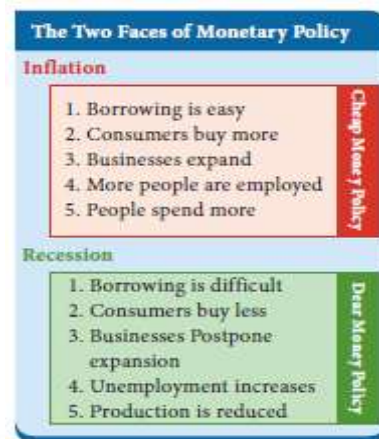 The Two Faces of Monetary Policy
Inflation
1. Borrowing is easy
2. Consumers buy more
3. Businesses expand
4. More people are employed
5. People spend more
Cheap Money Policy
Recession
1. Borrowing is difficult
2. Consumers buy less
3. Businesses Postpone
expansion
4. Unemployment increases
5. Production is reduced
Dear Money Policy